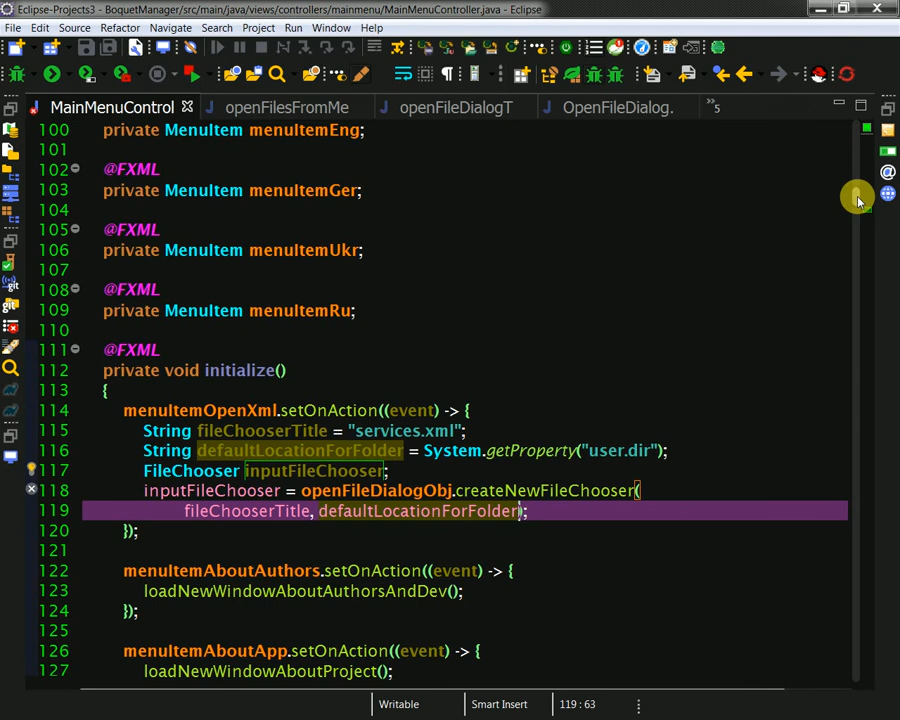 Eclipse-Projects3 - BoquetManager/src/main/java/views/controllers/mainmenu/MainMenuController.java - Eclipse
File Edit Source Refactor Navigate Search Project Run Window Help
MainMenuControl openFilesFromMe openFileDialogT OpenFileDialog. »5
100 private MenuItem menuItemEng;
101
102 @FXML
103 private MenuItem menuItemGer;
104
105 @FXML
106 private MenuItem menuItemUkr;
107
108 @FXML
109 private MenuItem menuItemRu;
110
111 @FXML
112 private void initialize()
113 {
114 menuItemOpenXml.setOnAction((event) -> {
115 String fileChooserTitle = "services.xml";
116 String defaultLocationForFolder = System.getProperty("user.dir");
117 FileChooser inputFileChooser;
118 inputFileChooser = openFileDialogObj.createNewFileChooser(
119 fileChooserTitle, defaultLocationForFolder);
120 });
121
122 menuItemAboutAuthors.setOnAction((event) -> {
123 loadNewWindowAboutAuthorsAndDev();
124 });
125
126 menuItemAboutApp.setOnAction((event) -> {
127 loadNewWindowAboutProject();
Writable Smart Insert 119 : 63